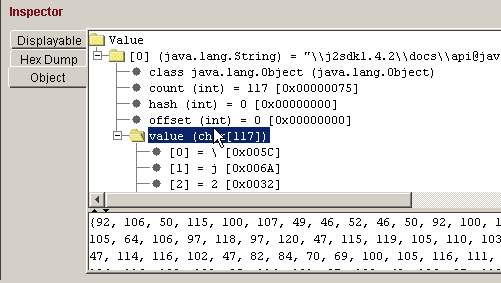 Inspector
Displayable
Hex Dump
Object
Value
[0] (java.lang.String) = "\\j2sdk1.4.2\\docs\\api@jav
class java.lang.Object (java.lang.Object)
count (int) = 117 [0x00000075]
hash (int) = 0 [0x00000000]
offset (int) = 0 [0x00000000]
value (cha[117])
[0] = \ [0x005C]
[1] = j [0x006A]
[2] = 2 [0x0032]
{92, 106, 50, 115, 100, 107, 49, 46, 52, 46, 50, 92, 100, 1
105, 64, 106, 97, 118, 97, 120, 47, 115, 119, 105, 110, 103
47, 114, 116, 102, 47, 82, 84, 70, 69, 100, 105, 116, 111,